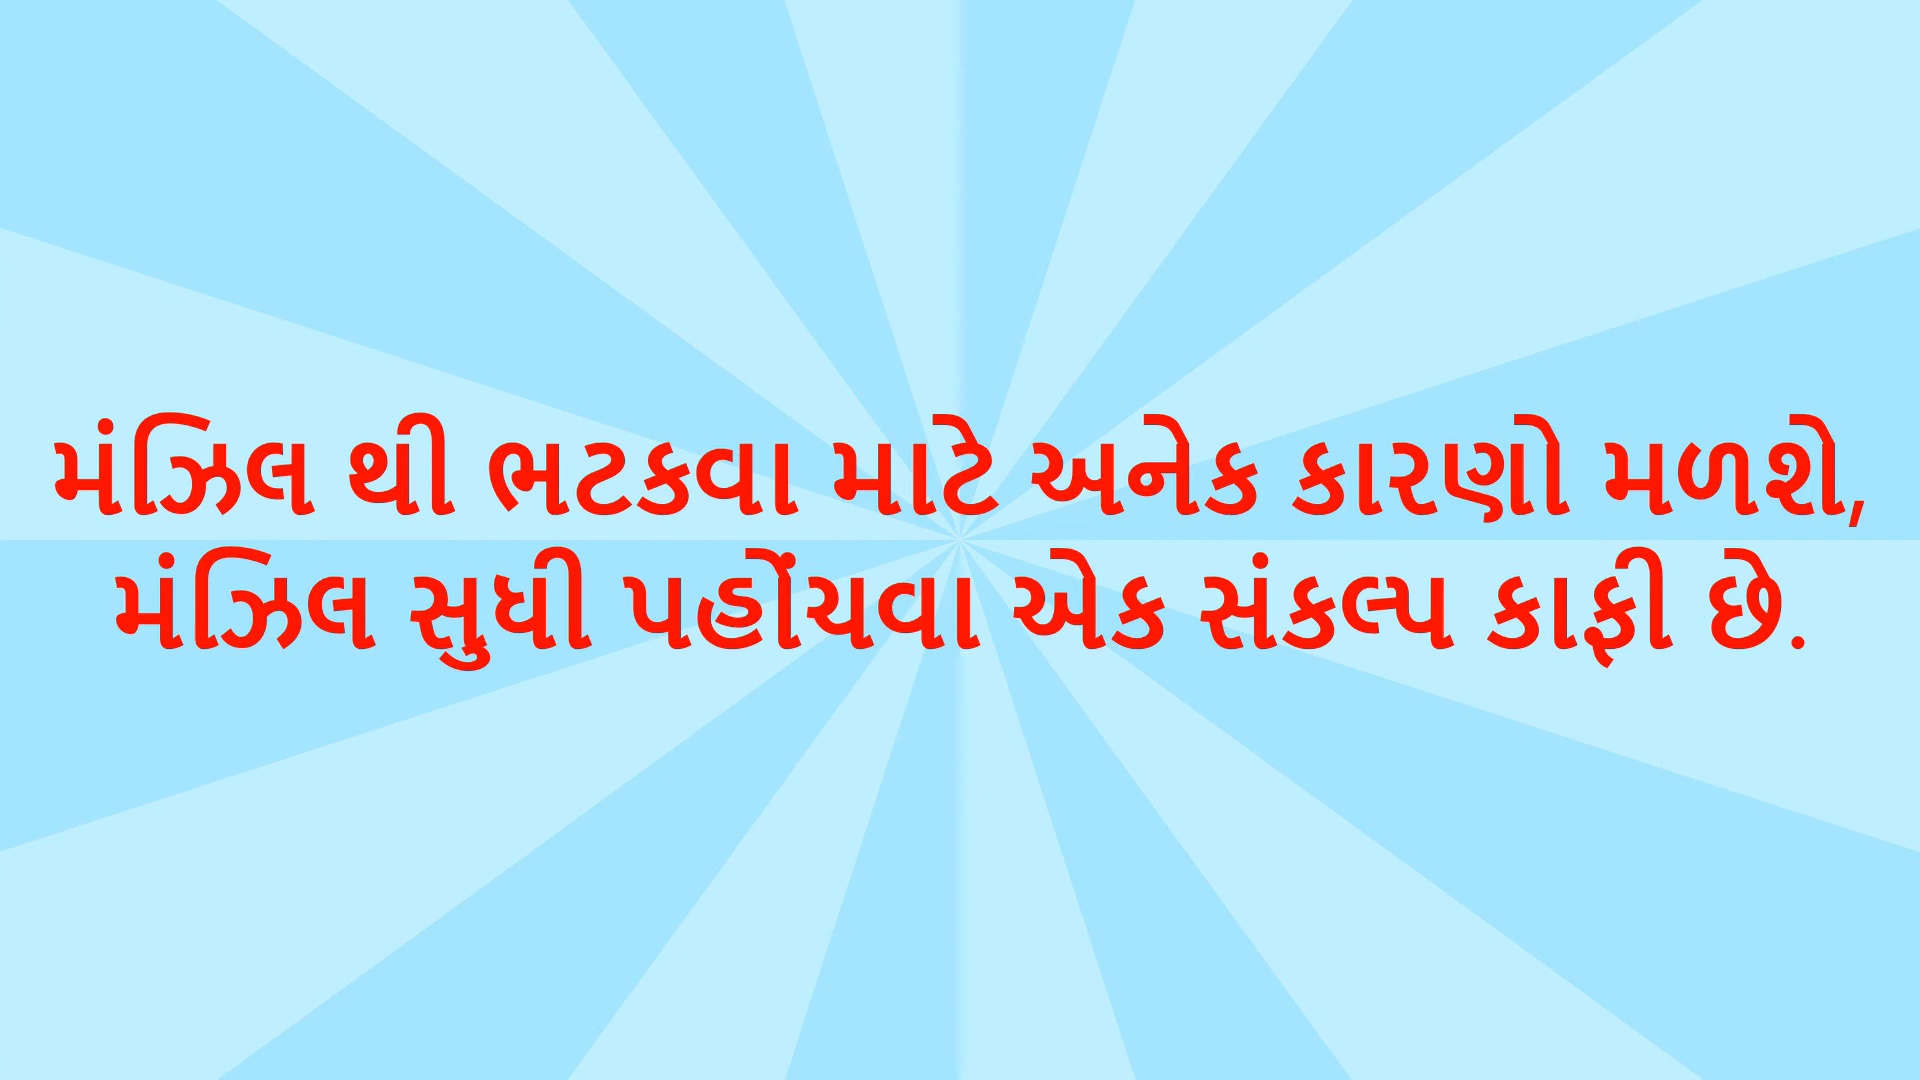 મંઝિલ થી ભટકવા માટે અનેક કારણો મળશે,
મંઝિલ સુધી પહોંચવા એક સંકલ્પ કાફી છે.